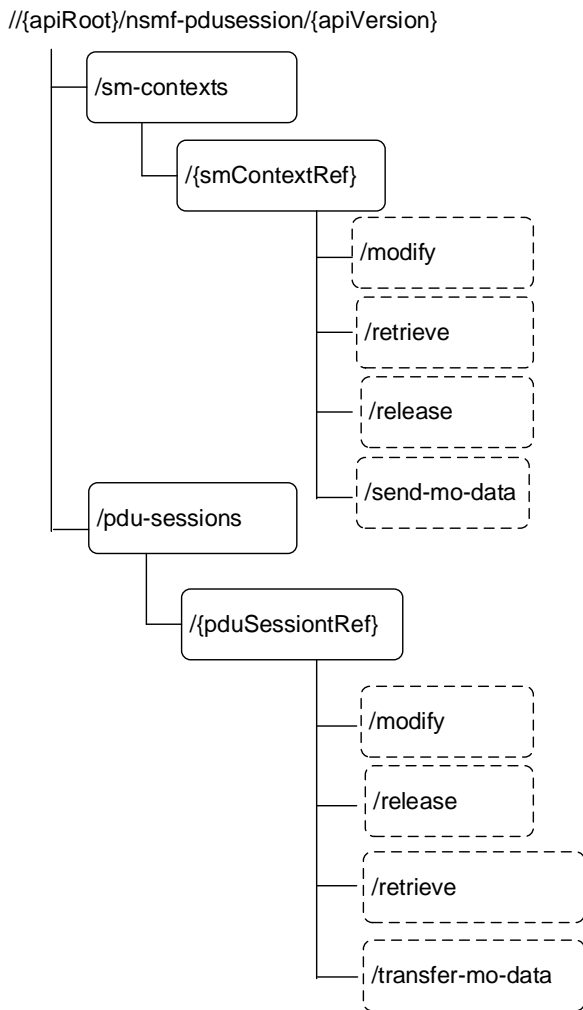 //{apiRoot}/nsmf-pdusession/{apiVersion}
/sm-contexts
/{smContextRef}
/modify
/retrieve
/release
/send-mo-data
/pdu-sessions
/{pduSessiontRef}
/modify
/release
/retrieve
/transfer-mo-data